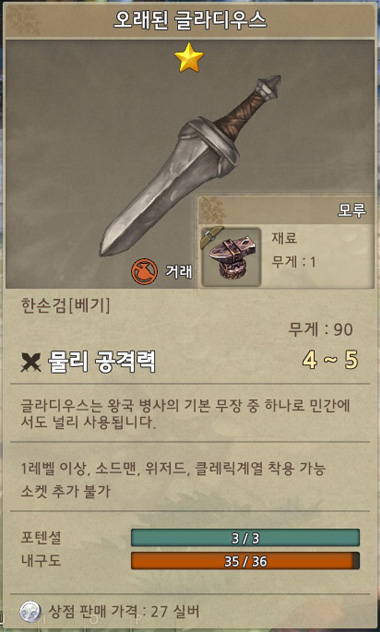 오래된 글라디우스
모루
재료
무게 : 1
거래
한손검[베기]
무게 : 90
물리 공격력 4 ~ 5
글라디우스는 왕국 병사의 기본 무장 중 하나로 민간에
서도 널리 사용됩니다.
1레벨 이상, 소드맨, 위저드, 클레릭계열 착용 가능
소켓 추가 불가
포텐셜 3 / 3
내구도 35 / 36
상점 판매 가격 : 27 실버